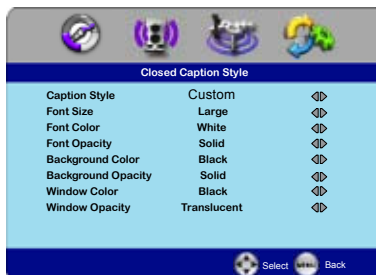 Closed Caption Style
Caption Style Custom
Font Size Large
Font Color White
Font Opacity Solid
Background Color Black
Background Opacity Solid
Window Color Black
Window Opacity Translucent
Select MENU Back